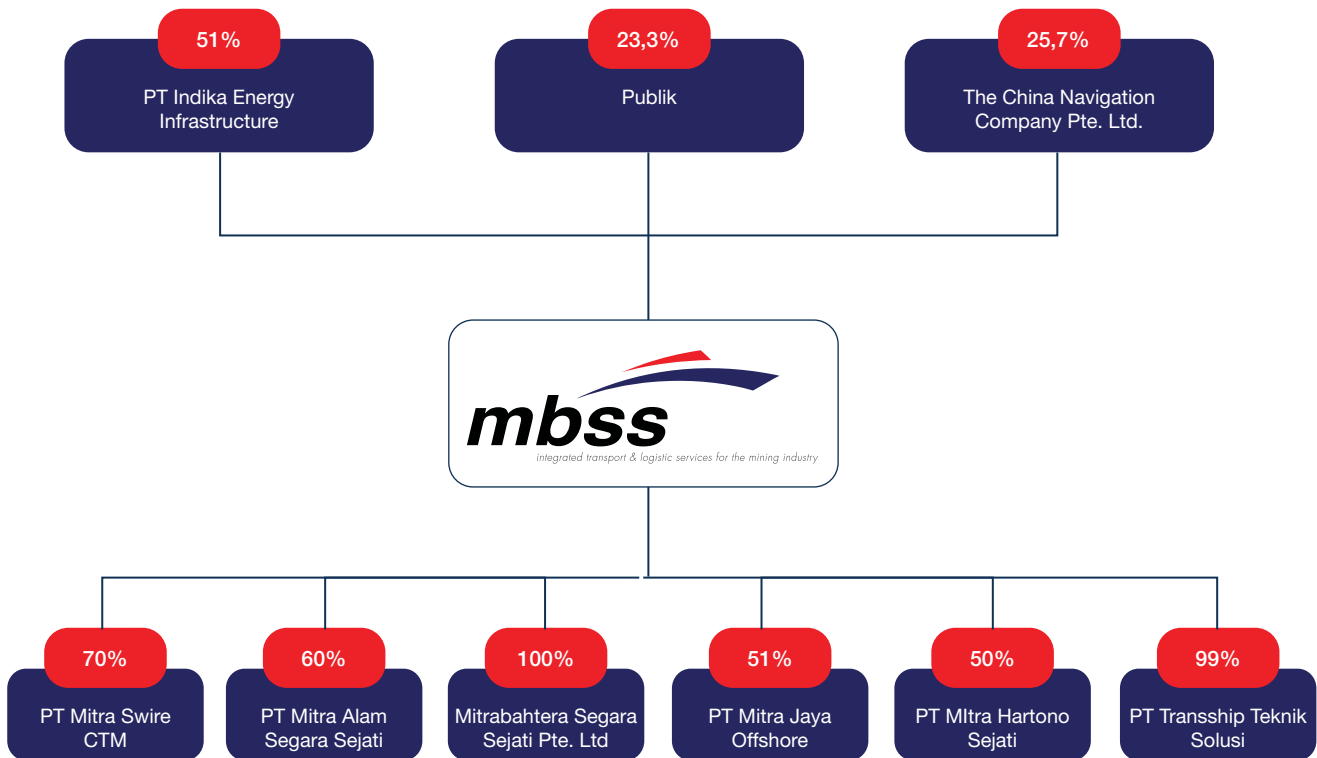 51%
PT Indika Energy
Infrastructure
23,3%
Publik
25,7%
The China Navigation
Company Pte. Ltd.
mbss
integrated transport & logistic services for the mining industry
70%
PT Mitra Swire
CTM
60%
PT Mitra Alam
Segara Sejati
100%
Mitrabahtera Segara
Sejati Pte. Ltd
51%
PT Mitra Jaya
Offshore
50%
PT MItra Hartono
Sejati
99%
PT Transship Teknik
Solusi